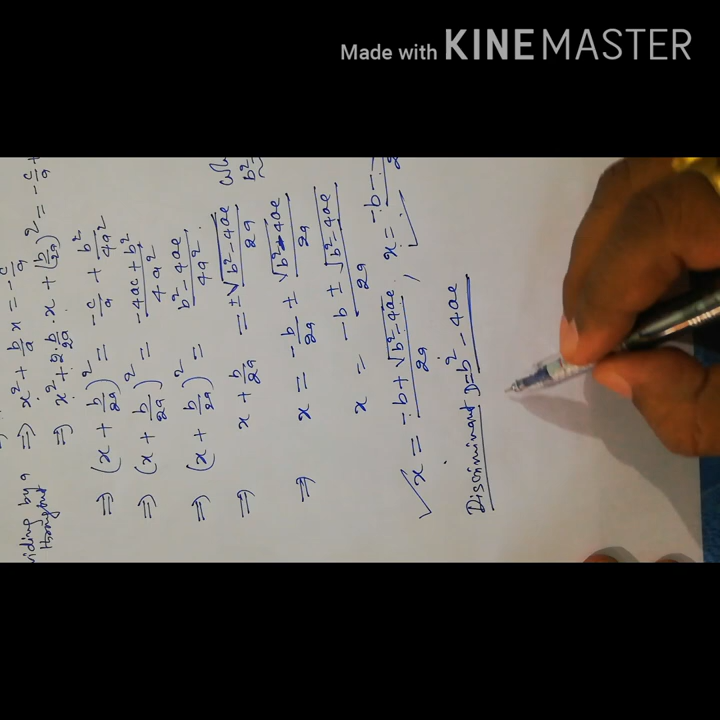 Made with KINEMASTER
viding by a ⇒ x² + b/a x = -c/a
throughout ⇒ x² + 2·b/2a·x + (b/2a)² = -c/a +
⇒ (x + b/2a)² = -c/a + b²/4a²
⇒ (x + b/2a)² = -4ac + b²/4a²
⇒ (x + b/2a)² = b² - 4ac/4a²
⇒ x + b/2a = ±√b² - 4ac/2a
b²-
⇒ x = -b/2a ± √b² - 4ac/2a
x = -b ± √b² - 4ac/2a
✓ x = -b + √b² - 4ac/2a , x = -b -
Discriminant D = b² - 4ac